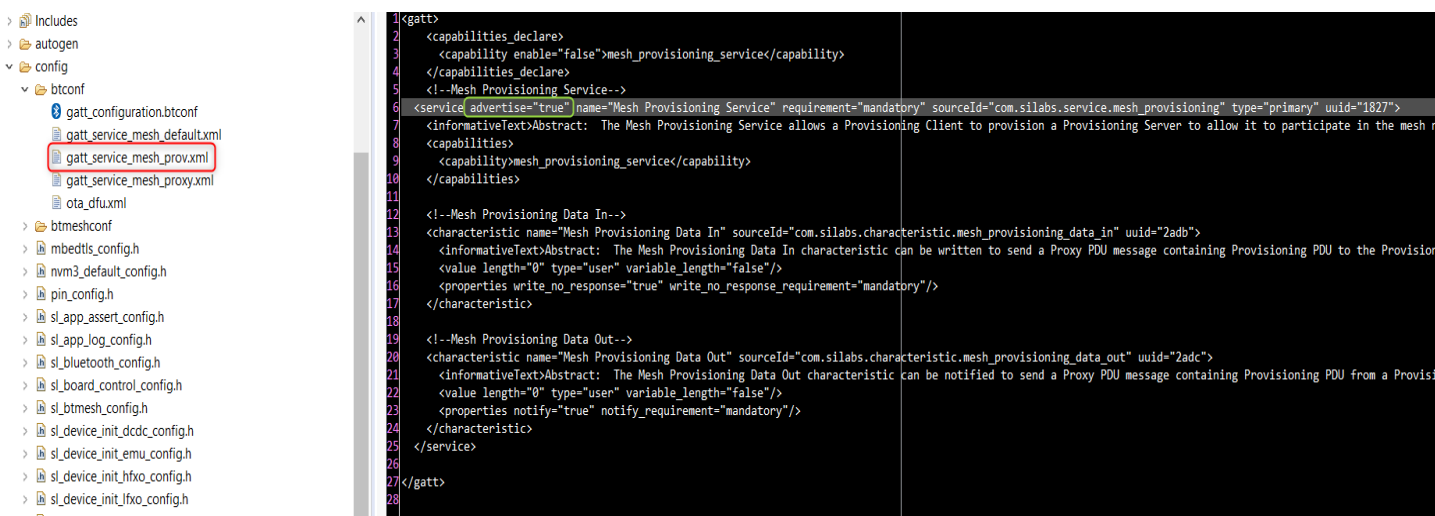 Includes
autogen
config
btconf
gatt_configuration.btconf
gatt_service_mesh_default.xml
gatt_service_mesh_prov.xml
gatt_service_mesh_proxy.xml
ota_dfu.xml
btmeshconf
mbedtls_config.h
nvm3_default_config.h
pin_config.h
sl_app_assert_config.h
sl_app_log_config.h
sl_bluetooth_config.h
sl_board_control_config.h
sl_btmesh_config.h
sl_device_init_dcdc_config.h
sl_device_init_emu_config.h
sl_device_init_hfxo_config.h
sl_device_init_lfxo_config.h
1 <gatt>
2 <capabilities_declare>
3 <capability enable="false">mesh_provisioning_service</capability>
4 </capabilities_declare>
5 <!--Mesh Provisioning Service-->
6 <service advertise="true" name="Mesh Provisioning Service" requirement="mandatory" sourceId="com.silabs.service.mesh_provisioning" type="primary" uuid="1827">
7 <informativeText>Abstract: The Mesh Provisioning Service allows a Provisioning Client to provision a Provisioning Server to allow it to participate in the mesh
8 <capabilities>
9 <capability>mesh_provisioning_service</capability>
10 </capabilities>
11
12 <!--Mesh Provisioning Data In-->
13 <characteristic name="Mesh Provisioning Data In" sourceId="com.silabs.characteristic.mesh_provisioning_data_in" uuid="2adb">
14 <informativeText>Abstract: The Mesh Provisioning Data In characteristic can be written to send a Proxy PDU message containing Provisioning PDU to the Provision
15 <value length="0" type="user" variable_length="false"/>
16 <properties write_no_response="true" write_no_response_requirement="mandatory"/>
17 </characteristic>
18
19 <!--Mesh Provisioning Data Out-->
20 <characteristic name="Mesh Provisioning Data Out" sourceId="com.silabs.characteristic.mesh_provisioning_data_out" uuid="2adc">
21 <informativeText>Abstract: The Mesh Provisioning Data Out characteristic can be notified to send a Proxy PDU message containing Provisioning PDU from a Provisi
22 <value length="0" type="user" variable_length="false"/>
23 <properties notify="true" notify_requirement="mandatory"/>
24 </characteristic>
25 </service>
26
27 </gatt>
28